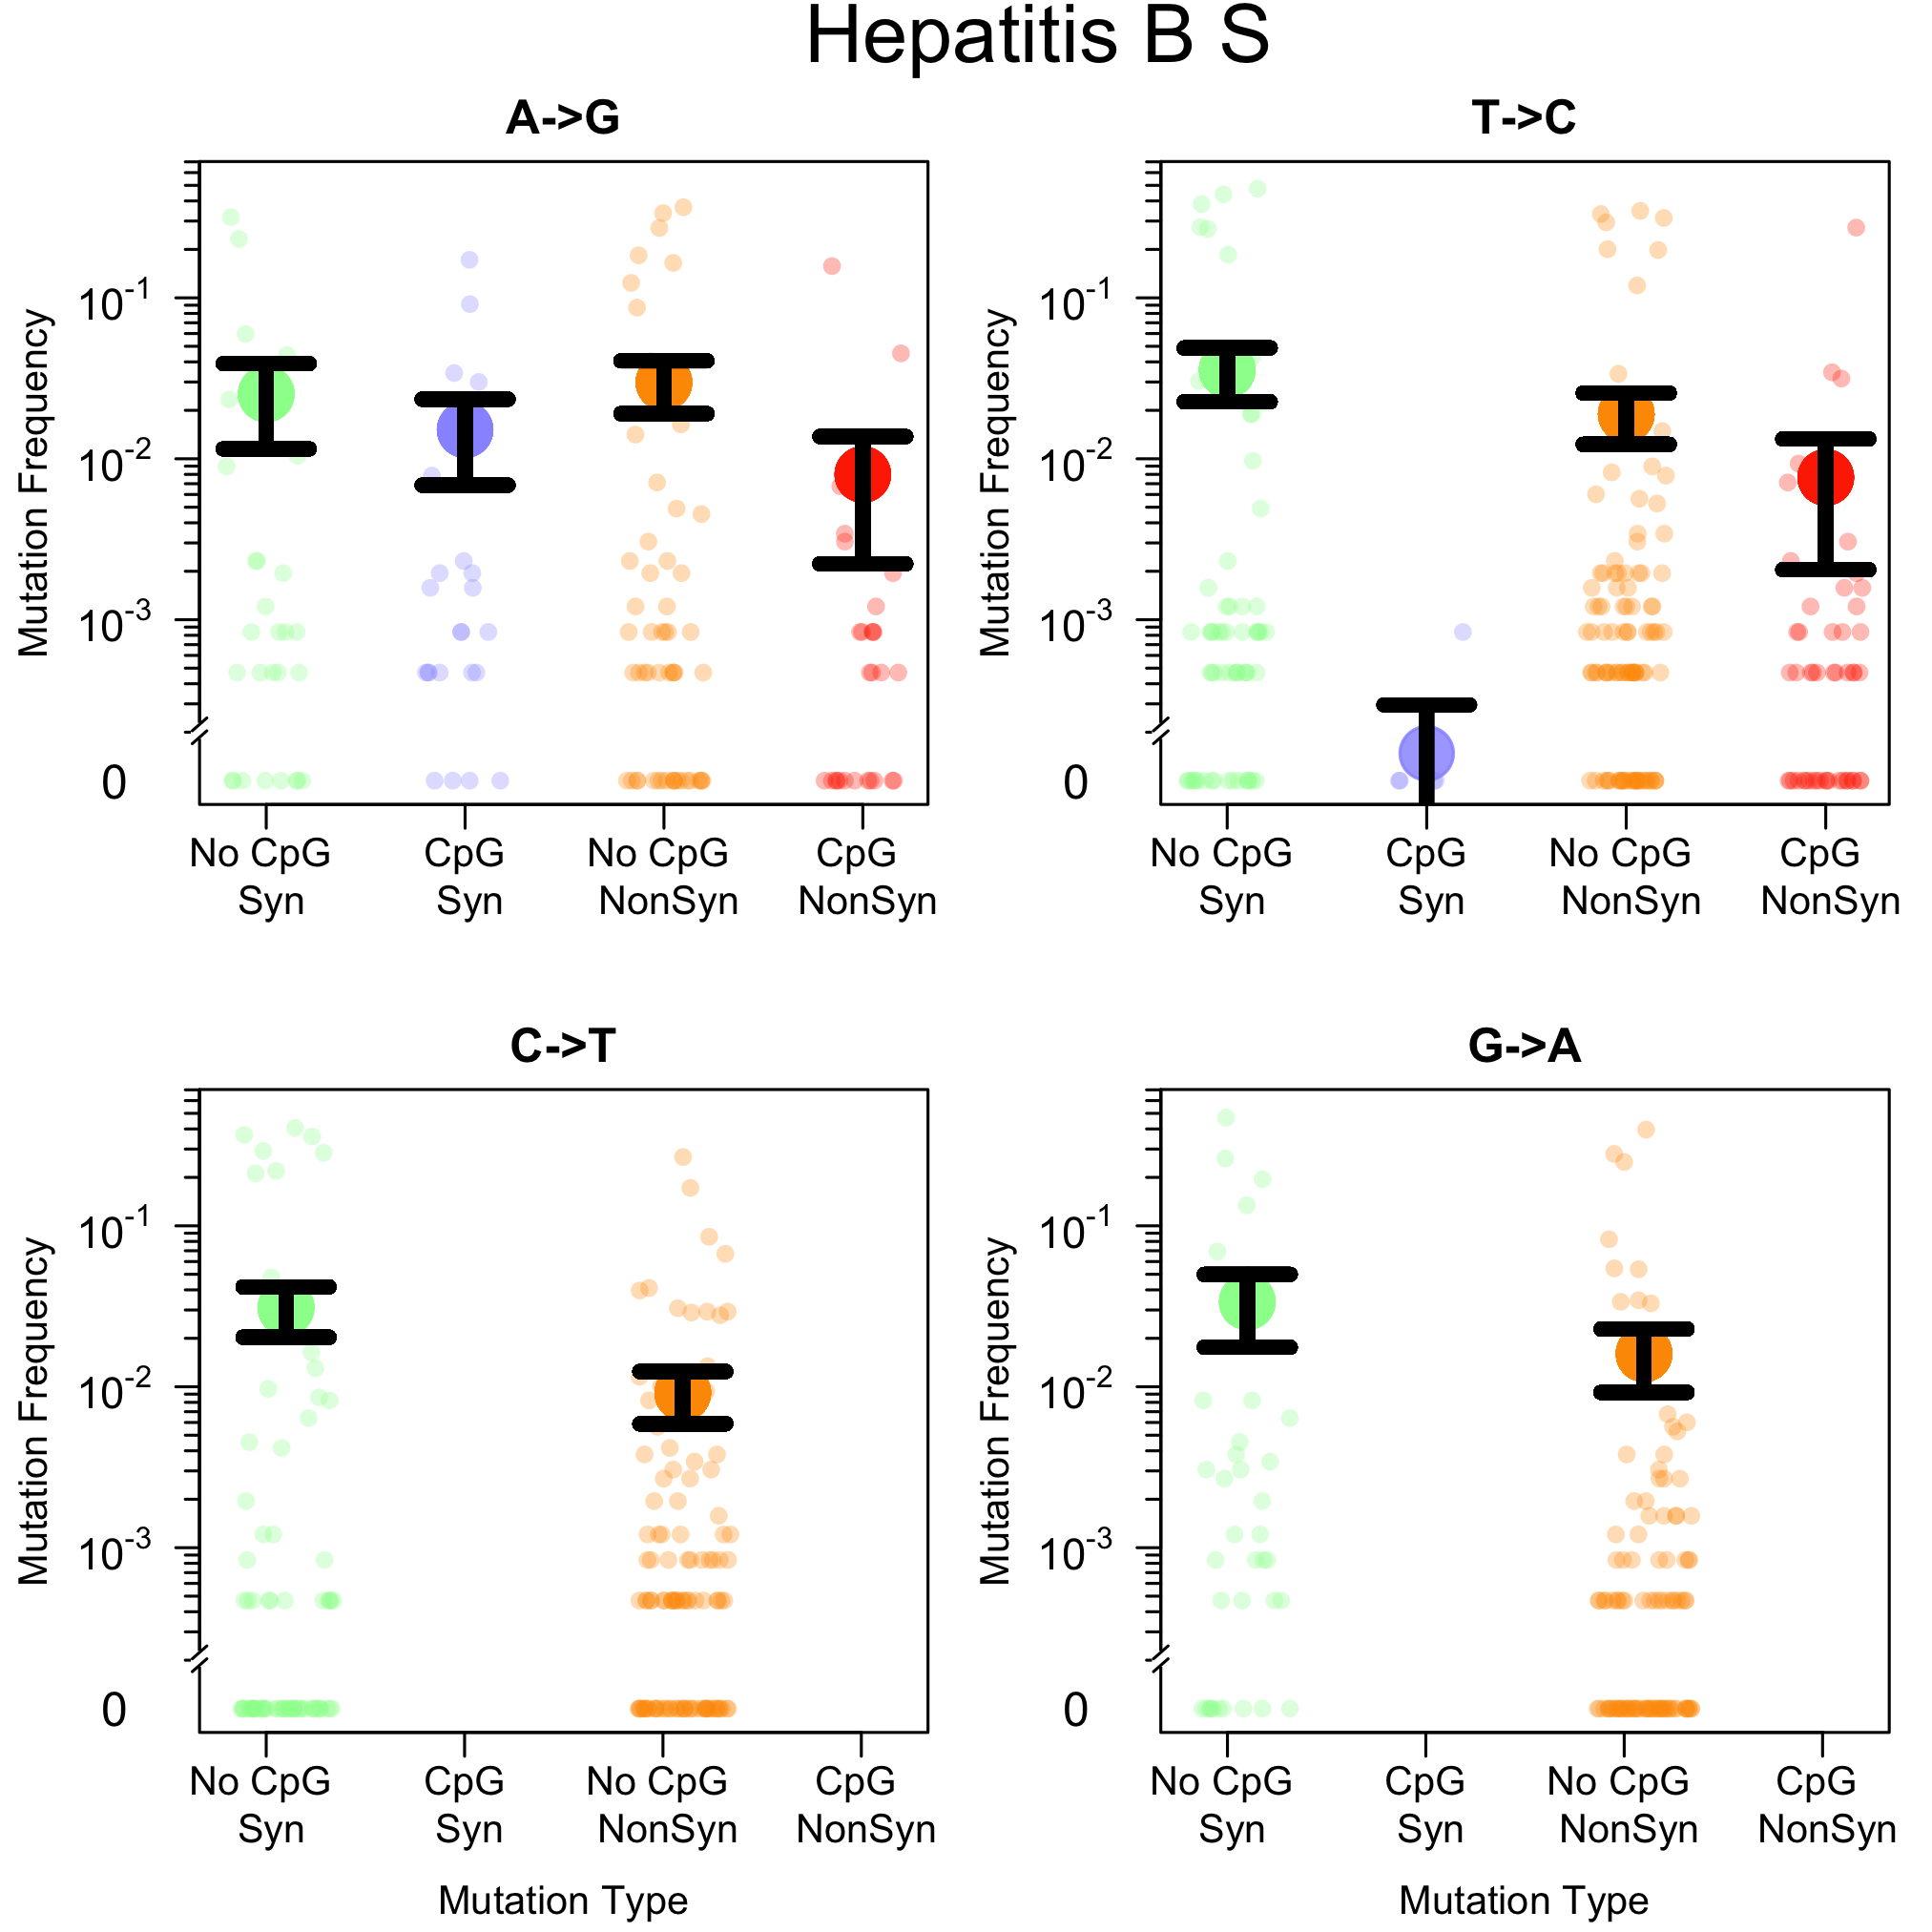 Hepatitis B S
A->G
Mutation Frequency
10^-1
10^-2
10^-3
0
No CpG CpG No CpG CpG
Syn Syn NonSyn NonSyn
T->C
Mutation Frequency
10^-1
10^-2
10^-3
0
No CpG CpG No CpG CpG
Syn Syn NonSyn NonSyn
C->T
Mutation Frequency
10^-1
10^-2
10^-3
0
No CpG CpG No CpG CpG
Syn Syn NonSyn NonSyn
Mutation Type
G->A
Mutation Frequency
10^-1
10^-2
10^-3
0
No CpG CpG No CpG CpG
Syn Syn NonSyn NonSyn
Mutation Type